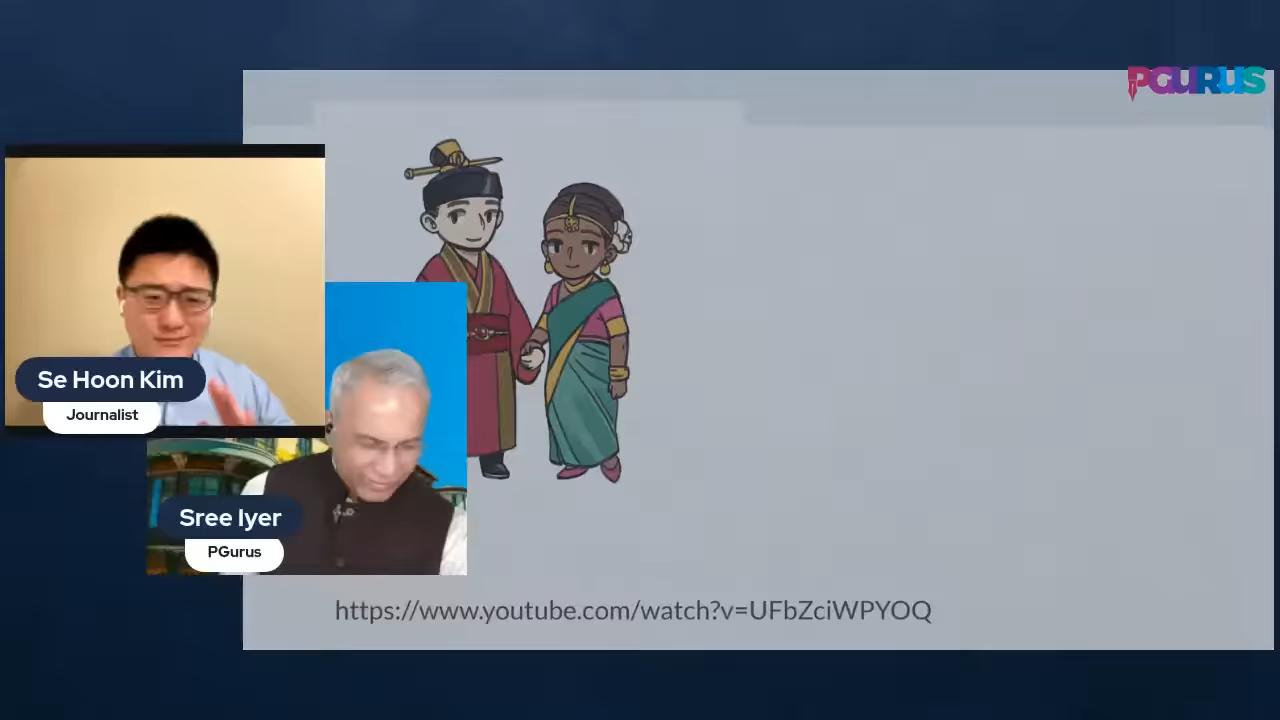 PGURUS
Se Hoon Kim
Journalist
Sree Iyer
PGurus
https://www.youtube.com/watch?v=UFbZciWPYOQ